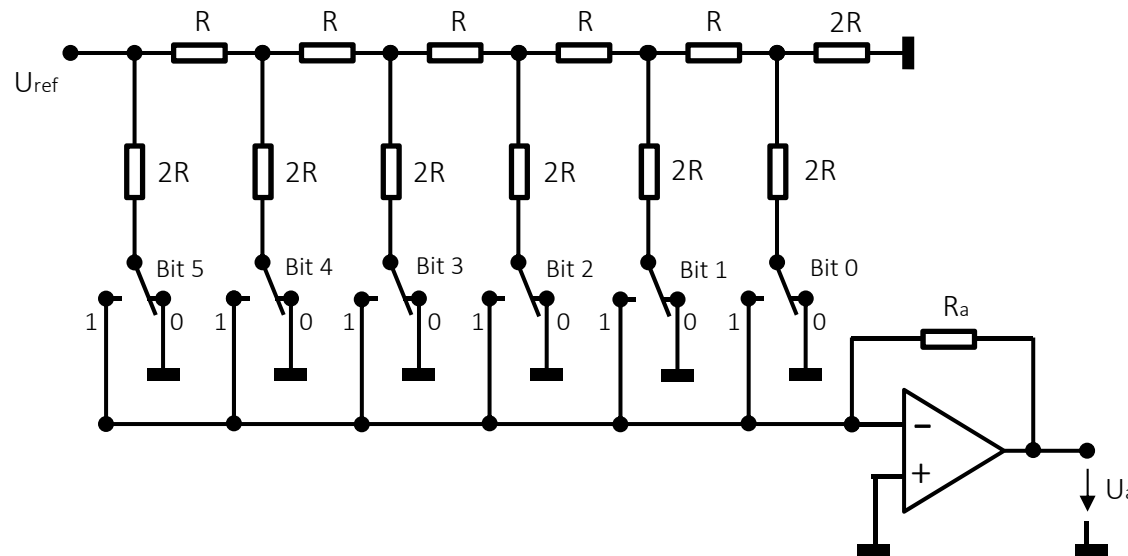 R R R R R 2R
Uref
2R 2R 2R 2R 2R 2R
Bit 5 Bit 4 Bit 3 Bit 2 Bit 1 Bit 0
1 0 1 0 1 0 1 0 1 0 1 0
Ra
−
+
Ua